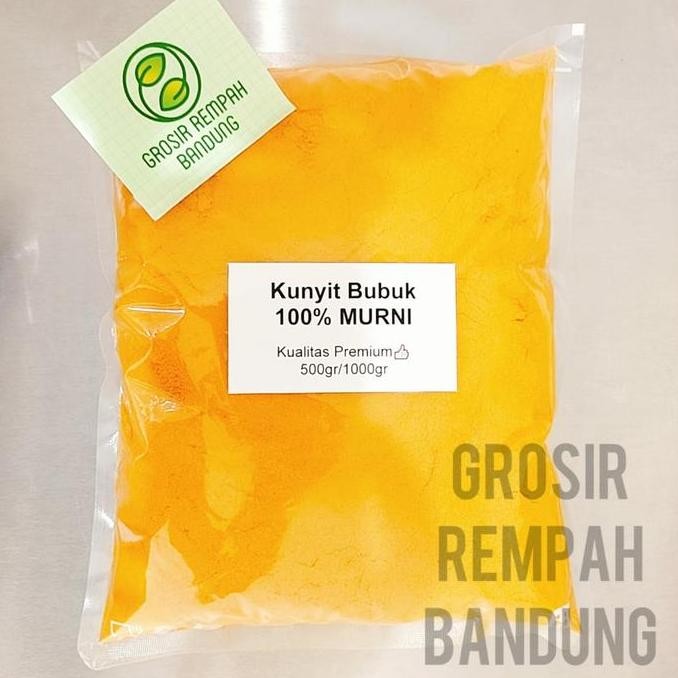 GROSIR REMPAH
BANDUNG
Kunyit Bubuk
100% MURNI
Kualitas Premium👍
500gr/1000gr
GROSIR
REMPAH
BANDUNG